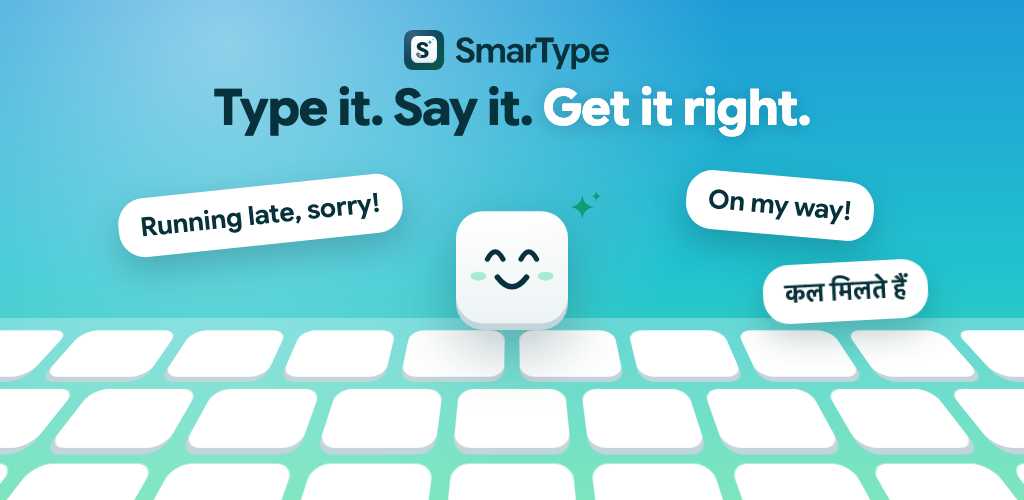 S
SmarType
Type it. Say it. Get it right.
Running late, sorry!
On my way!
कल मिलते हैं